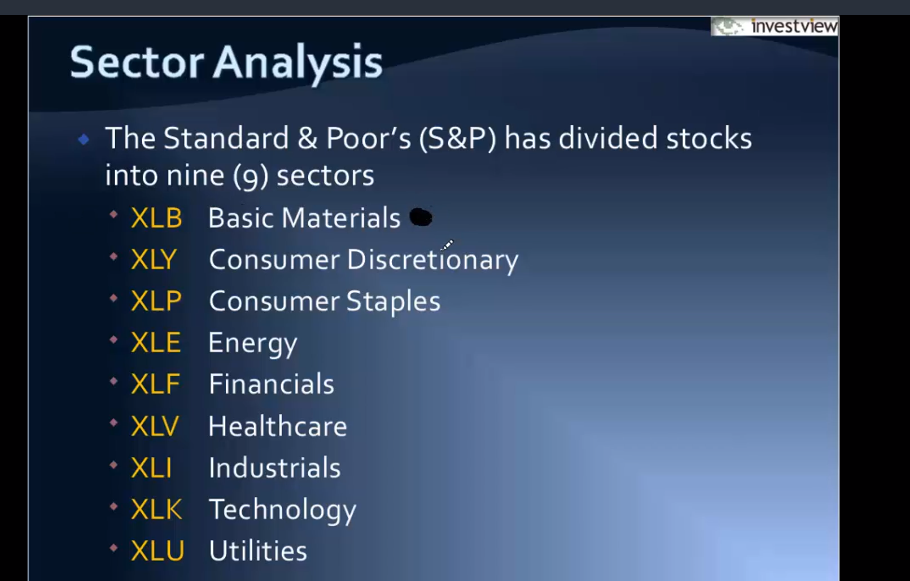 investview
Sector Analysis
The Standard & Poor's (S&P) has divided stocks
into nine (9) sectors
XLB Basic Materials
XLY Consumer Discretionary
XLP Consumer Staples
XLE Energy
XLF Financials
XLV Healthcare
XLI Industrials
XLK Technology
XLU Utilities